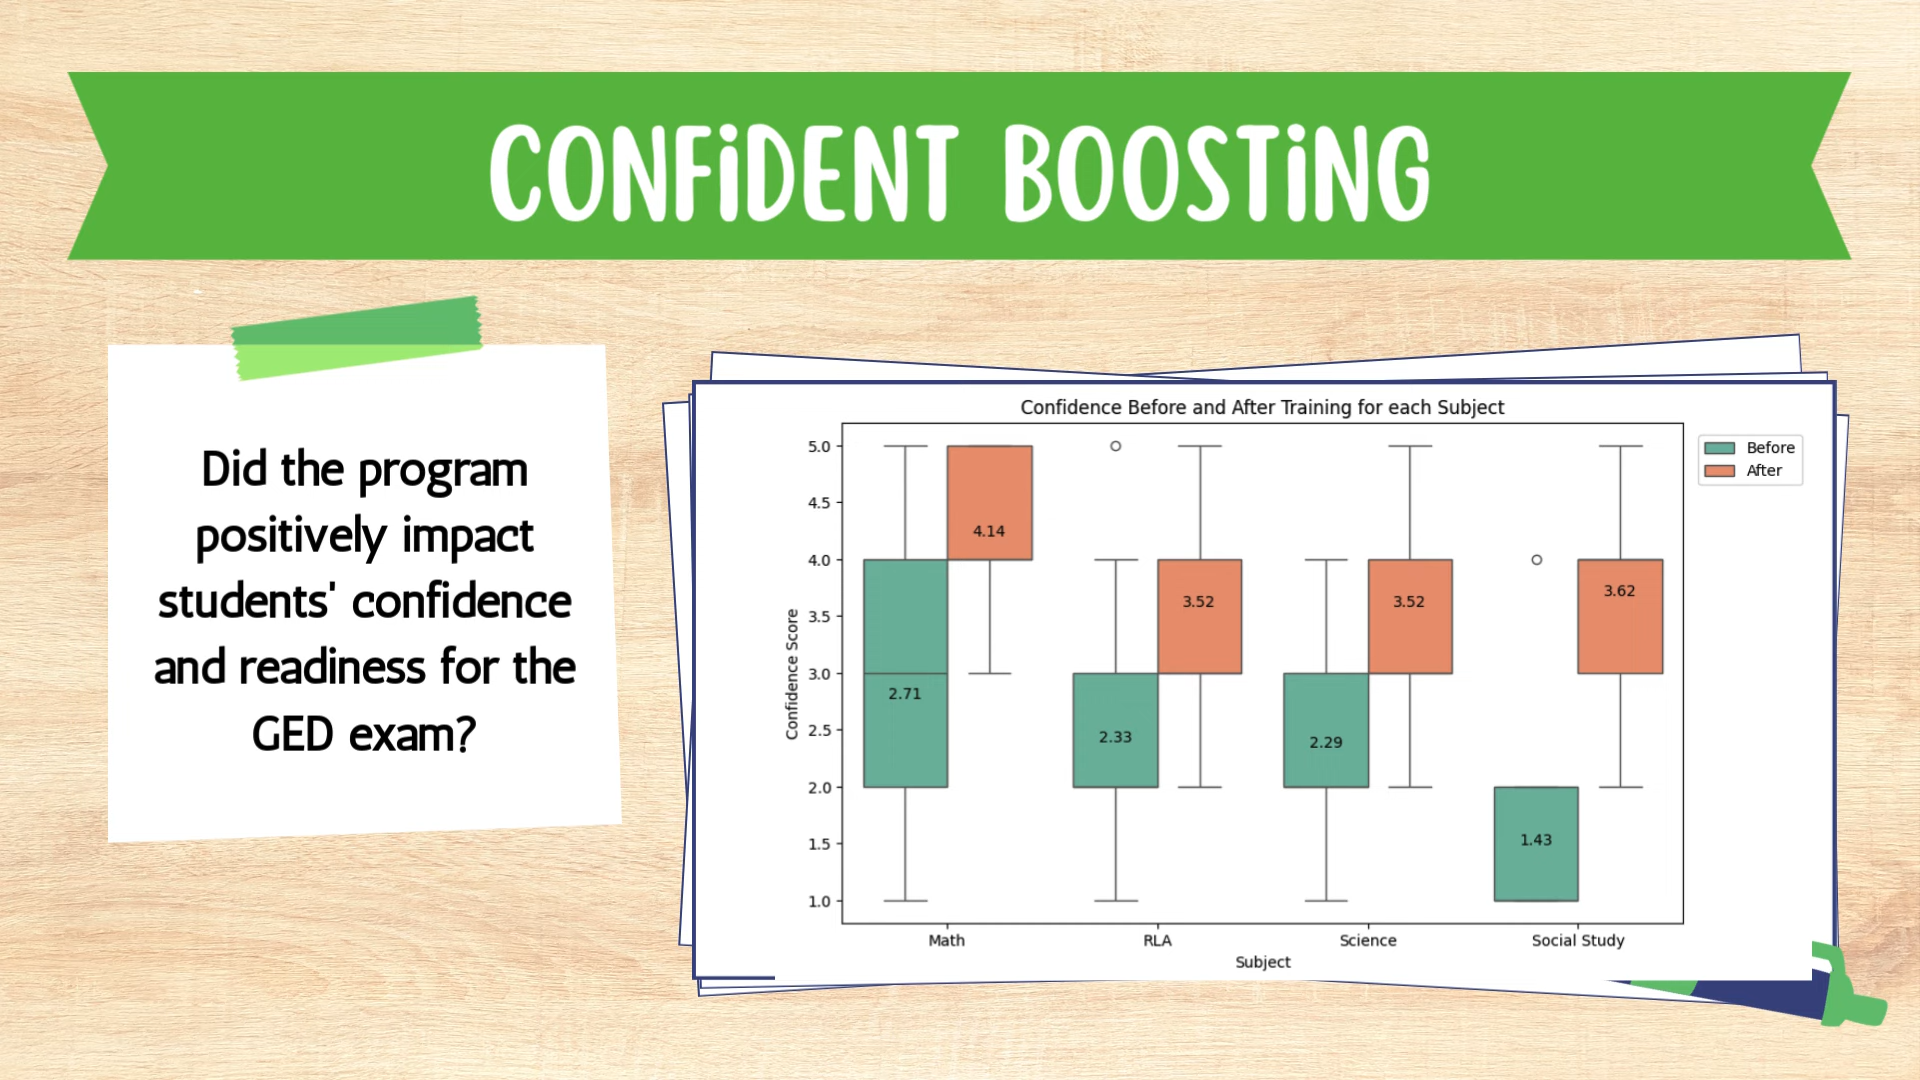 CONFiDENT BOOSTiNG
Did the program
positively impact
students' confidence
and readiness for the
GED exam?
Confidence Before and After Training for each Subject
Before
After
Confidence Score
5.0
4.5
4.0
3.5
3.0
2.5
2.0
1.5
1.0
2.71
4.14
2.33
3.52
2.29
3.52
1.43
3.62
Math
RLA
Science
Social Study
Subject